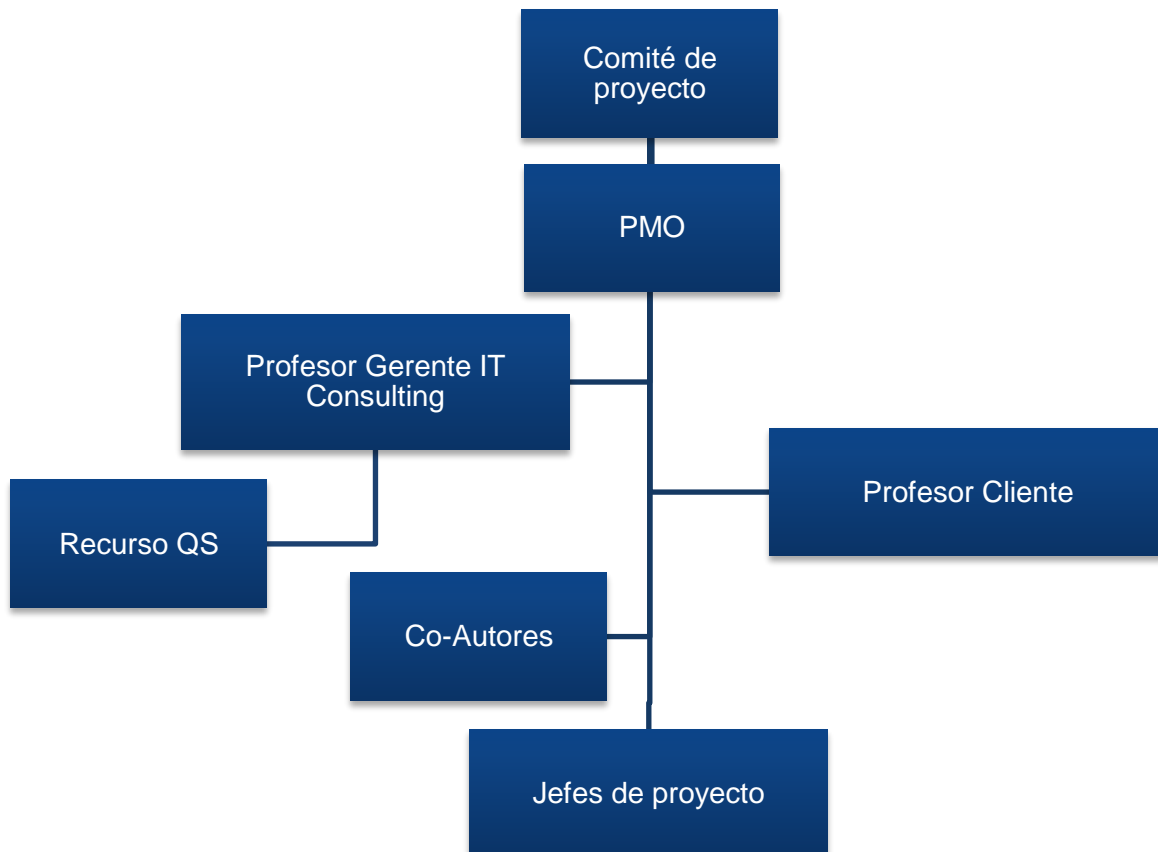 Comité de
proyecto
PMO
Profesor Gerente IT
Consulting
Profesor Cliente
Recurso QS
Co-Autores
Jefes de proyecto